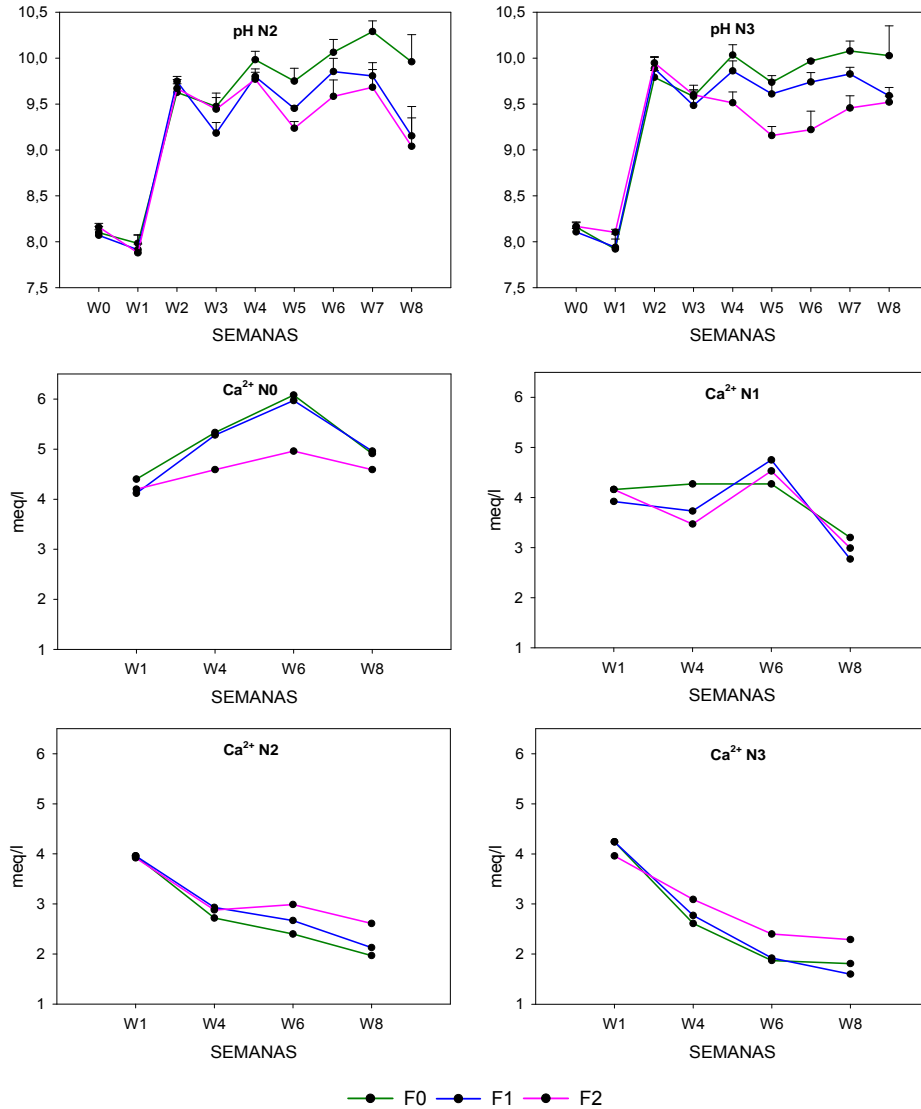 pH N2
10,5
10,0
9,5
9,0
8,5
8,0
7,5
W0 W1 W2 W3 W4 W5 W6 W7 W8
SEMANAS
pH N3
10,5
10,0
9,5
9,0
8,5
8,0
7,5
W0 W1 W2 W3 W4 W5 W6 W7 W8
SEMANAS
Ca²⁺ N0
meq/l
6
5
4
3
2
1
W1 W4 W6 W8
SEMANAS
Ca²⁺ N1
meq/l
6
5
4
3
2
1
W1 W4 W6 W8
SEMANAS
Ca²⁺ N2
meq/l
6
5
4
3
2
1
W1 W4 W6 W8
SEMANAS
Ca²⁺ N3
meq/l
6
5
4
3
2
1
W1 W4 W6 W8
SEMANAS
F0 F1 F2